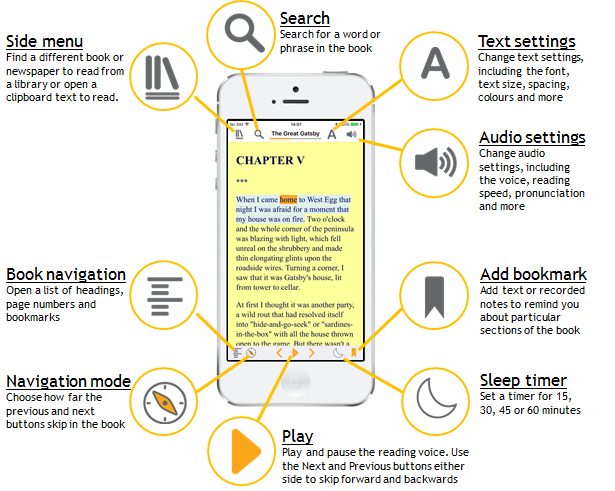 Search
Search for a word or
phrase in the book
Side menu
Find a different book or
newspaper to read from
a library or open a
clipboard text to read.
Text settings
Change text settings,
including the font,
text size, spacing,
colours and more
Audio settings
Change audio
settings, including
the voice, reading
speed, pronunciation
and more
No SIM
14:07
The Great Gatsby
A
A
CHAPTER V
***
When I came home to West Egg that
night I was afraid for a moment that
my house was on fire. Two o'clock
and the whole corner of the peninsula
was blazing with light, which fell
unreal on the shrubbery and made
thin elongating glints upon the
roadside wires. Turning a corner, I
saw that it was Gatsby's house, lit
from tower to cellar.
At first I thought it was another party,
a wild rout that had resolved itself
into "hide-and-go-seek" or "sardines-
in-the-box" with all the house thrown
open to the game. But there wasn't a
Book navigation
Open a list of headings,
page numbers and
bookmarks
Add bookmark
Add text or recorded
notes to remind you
about particular
sections of the book
Navigation mode
Choose how far the
previous and next
buttons skip in the book
Sleep timer
Set a timer for 15,
30, 45 or 60 minutes
Play
Play and pause the reading voice. Use
the Next and Previous buttons either
side to skip forward and backwards